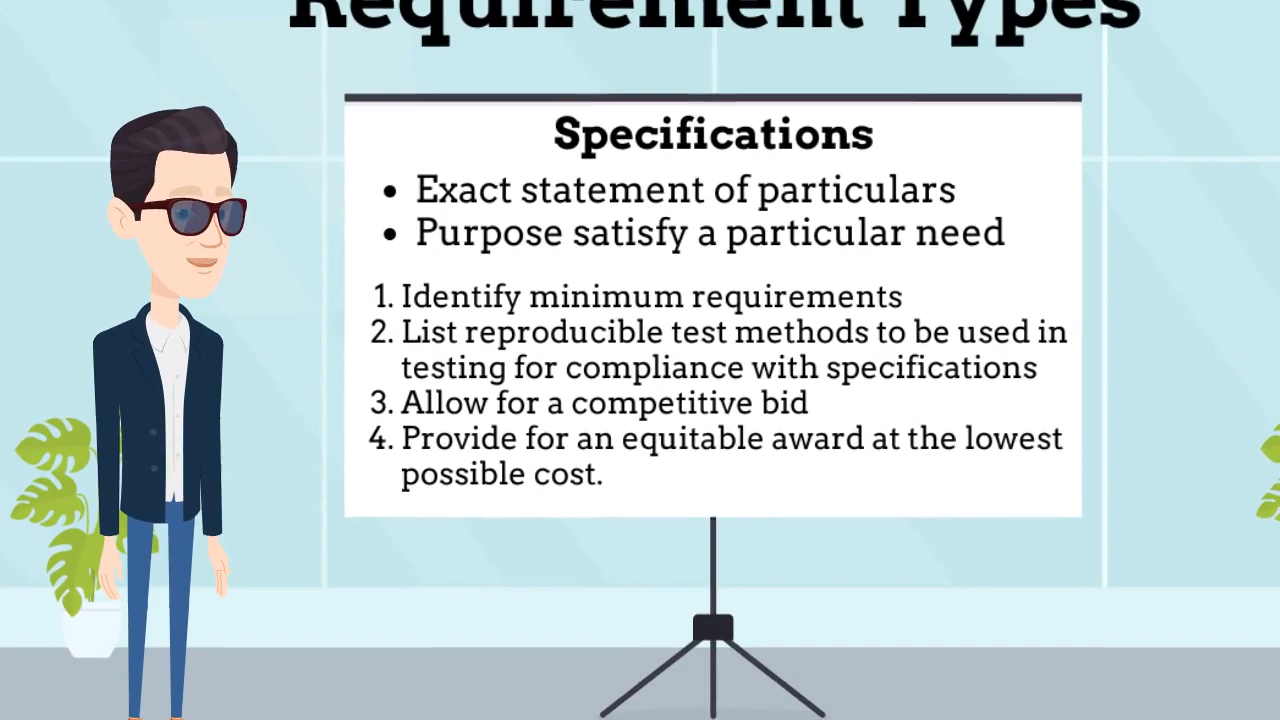 Requirement Types
Specifications
• Exact statement of particulars
• Purpose satisfy a particular need
1. Identify minimum requirements
2. List reproducible test methods to be used in
testing for compliance with specifications
3. Allow for a competitive bid
4. Provide for an equitable award at the lowest
possible cost.